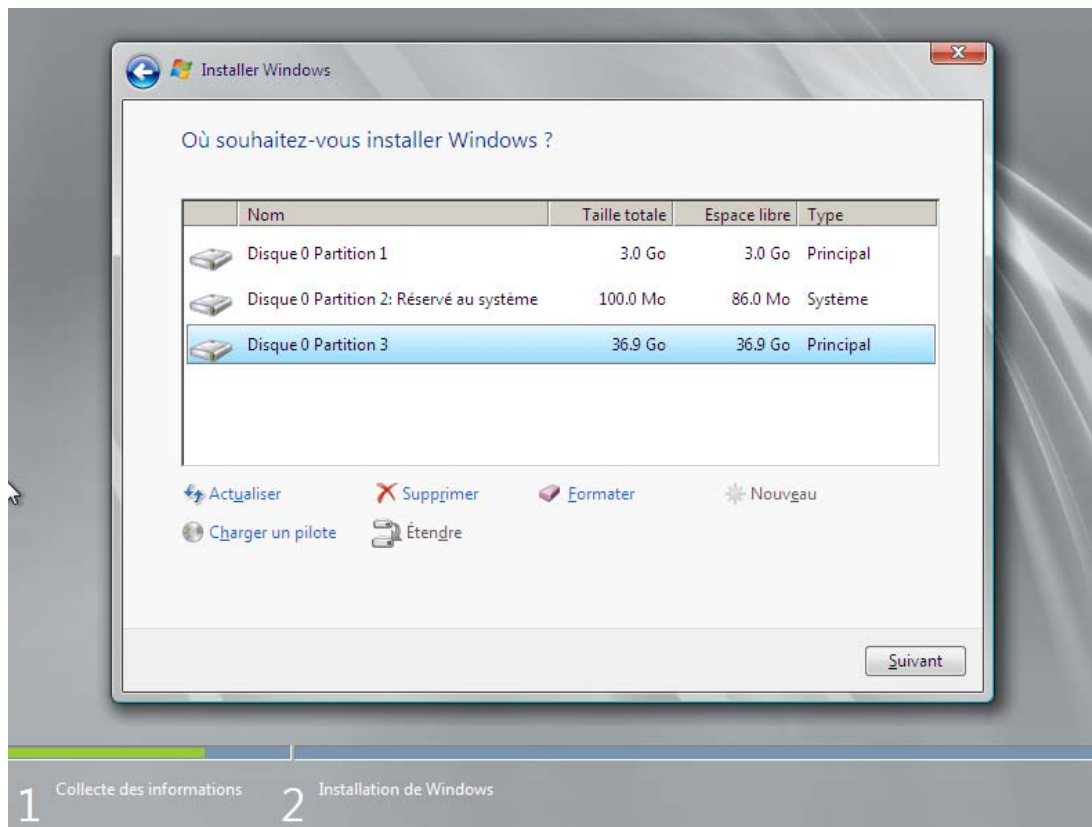 Installer Windows
Où souhaitez-vous installer Windows ?
Nom Taille totale Espace libre Type
Disque 0 Partition 1 3.0 Go 3.0 Go Principal
Disque 0 Partition 2: Réservé au système 100.0 Mo 86.0 Mo Système
Disque 0 Partition 3 36.9 Go 36.9 Go Principal
Actualiser Supprimer Formater Nouveau
Charger un pilote Étendre
Suivant
1 Collecte des informations 2 Installation de Windows